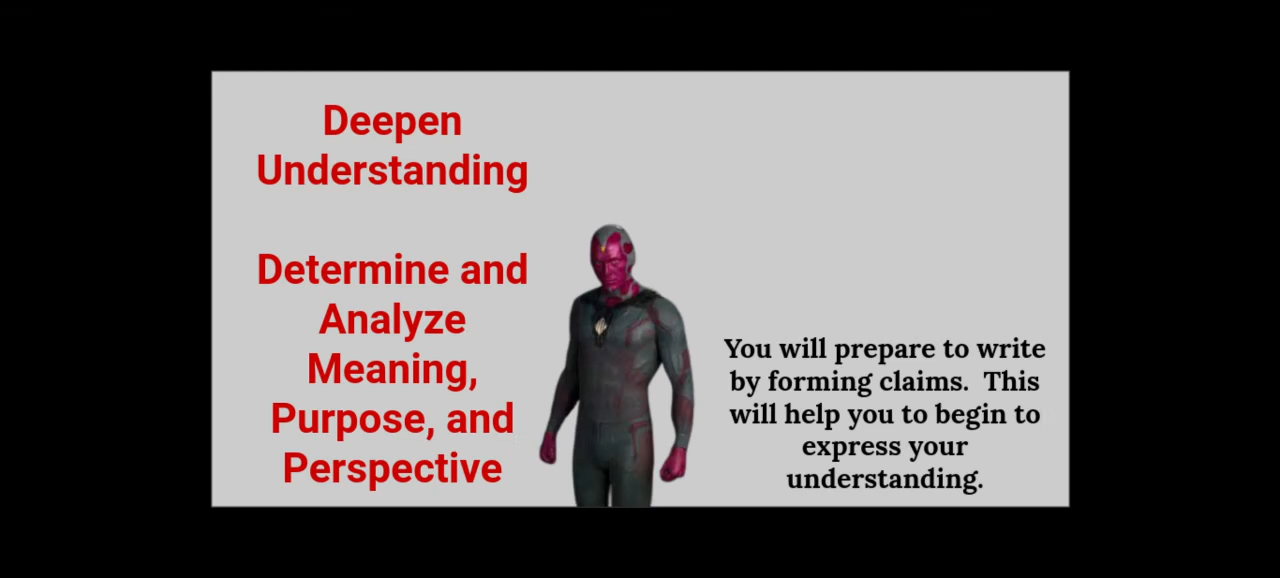 Deepen
Understanding
Determine and
Analyze
Meaning,
Purpose, and
Perspective
You will prepare to write
by forming claims.  This
will help you to begin to
express your
understanding.